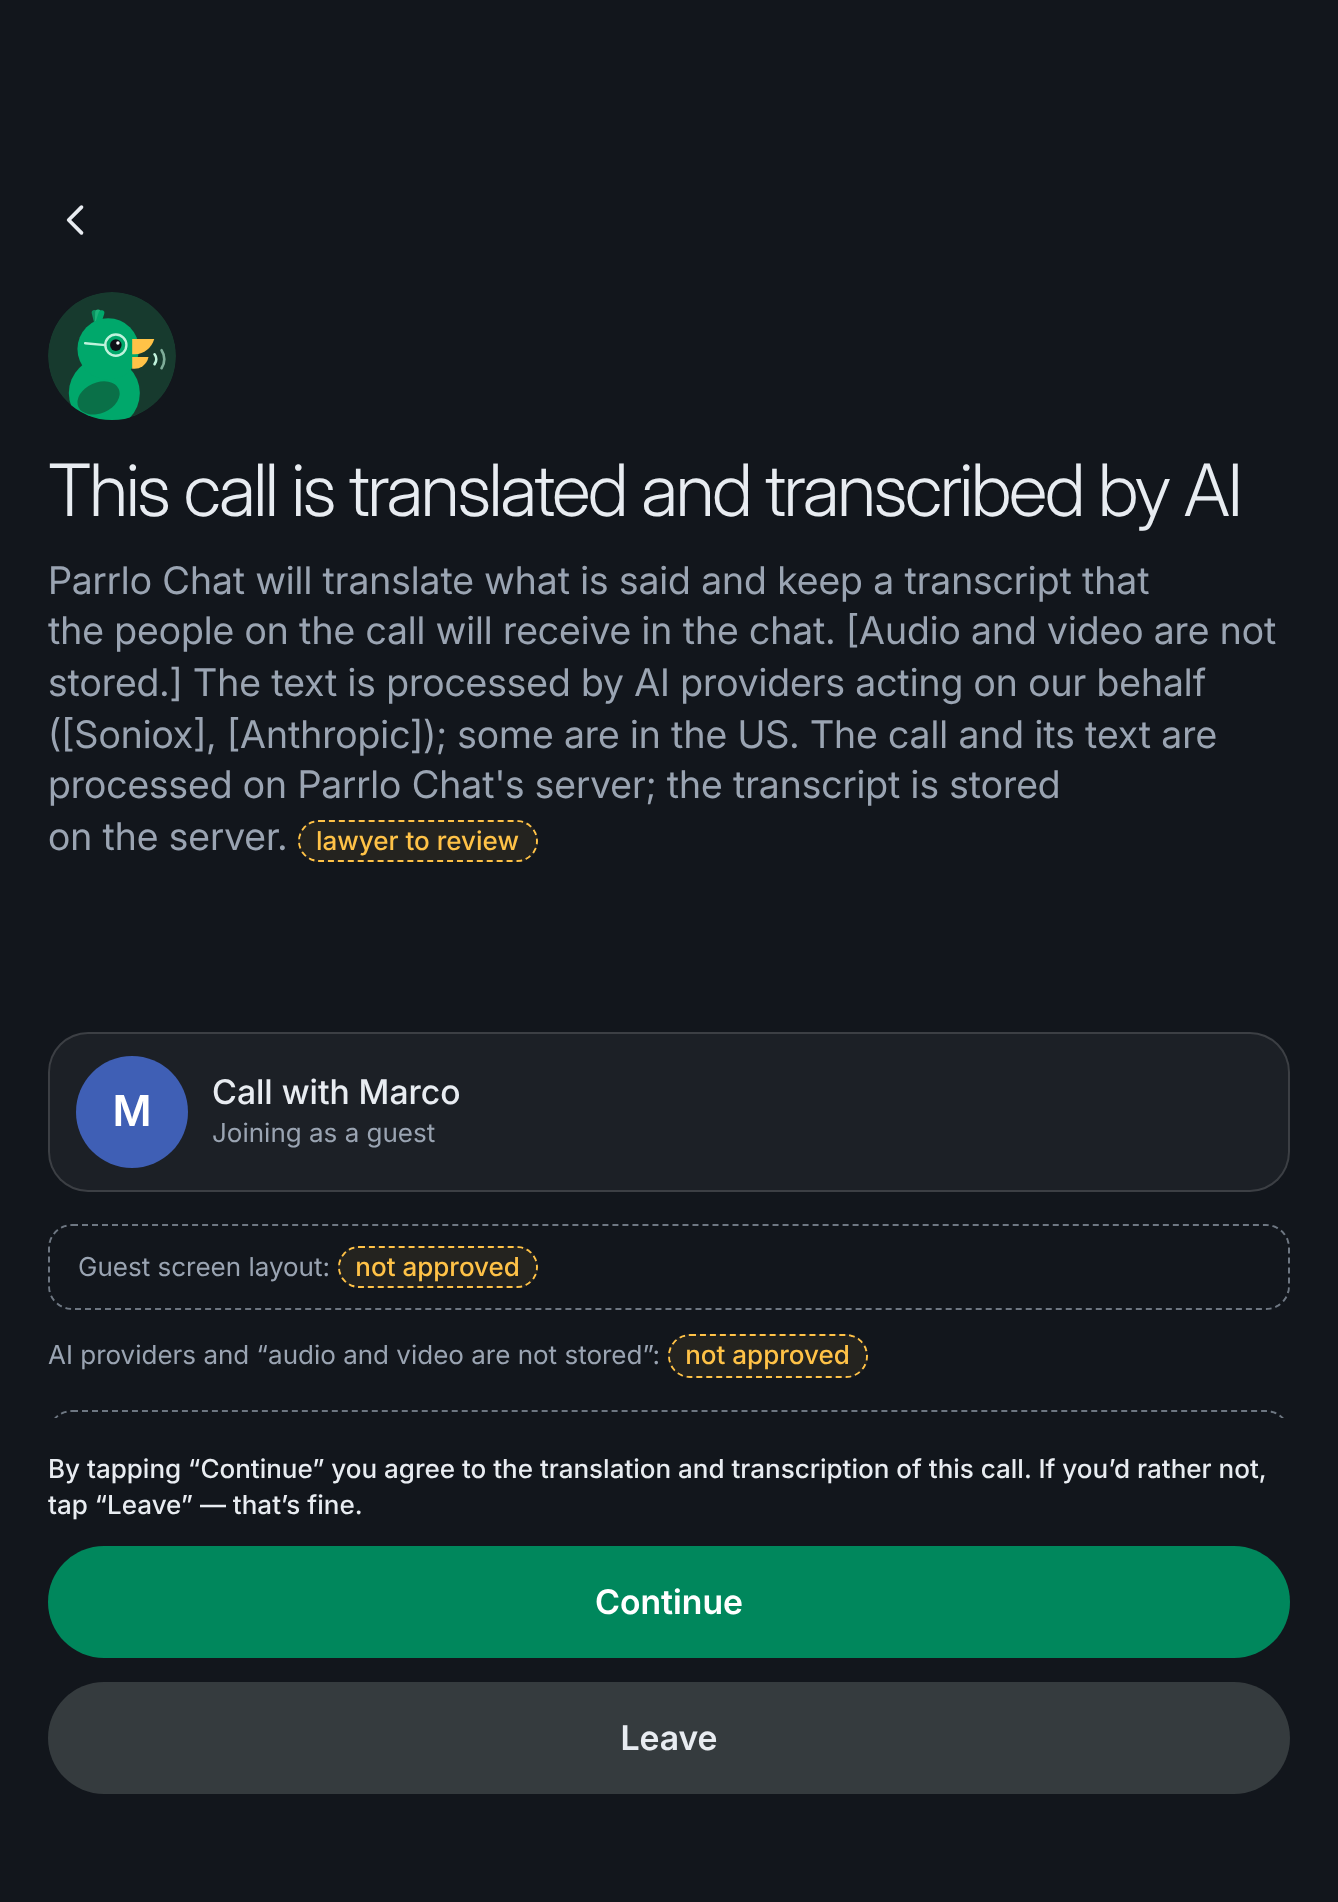 This call is translated and transcribed by AI
Parrlo Chat will translate what is said and keep a transcript that
the people on the call will receive in the chat. [Audio and video are not
stored.] The text is processed by AI providers acting on our behalf
([Soniox], [Anthropic]); some are in the US. The call and its text are
processed on Parrlo Chat's server; the transcript is stored
on the server. lawyer to review
M
Call with Marco
Joining as a guest
Guest screen layout: not approved
AI providers and “audio and video are not stored”: not approved
By tapping “Continue” you agree to the translation and transcription of this call. If you’d rather not,
tap “Leave” — that’s fine.
Continue
Leave